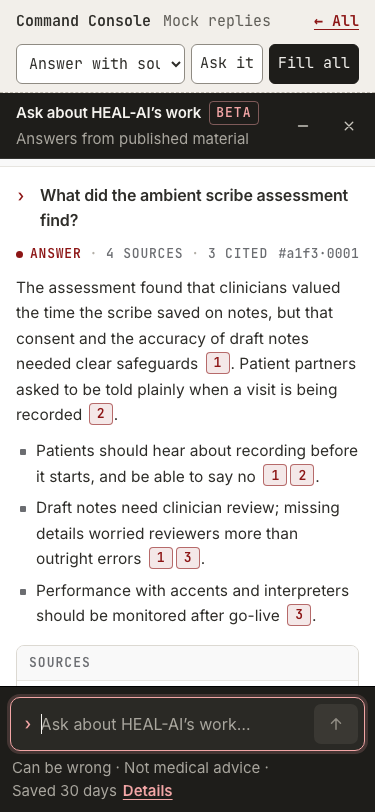 Command Console Mock replies ← All
Answer with sou Ask it Fill all
Ask about HEAL-AI's work BETA
Answers from published material
› What did the ambient scribe assessment
find?
● ANSWER · 4 SOURCES · 3 CITED #a1f3·0001
The assessment found that clinicians valued
the time the scribe saved on notes, but that
consent and the accuracy of draft notes
needed clear safeguards 1. Patient partners
asked to be told plainly when a visit is being
recorded 2.
▪ Patients should hear about recording before
it starts, and be able to say no 1 2.
▪ Draft notes need clinician review; missing
details worried reviewers more than
outright errors 1 3.
▪ Performance with accents and interpreters
should be monitored after go-live 3.
SOURCES
› Ask about HEAL-AI's work… ↑
Can be wrong · Not medical advice ·
Saved 30 days Details